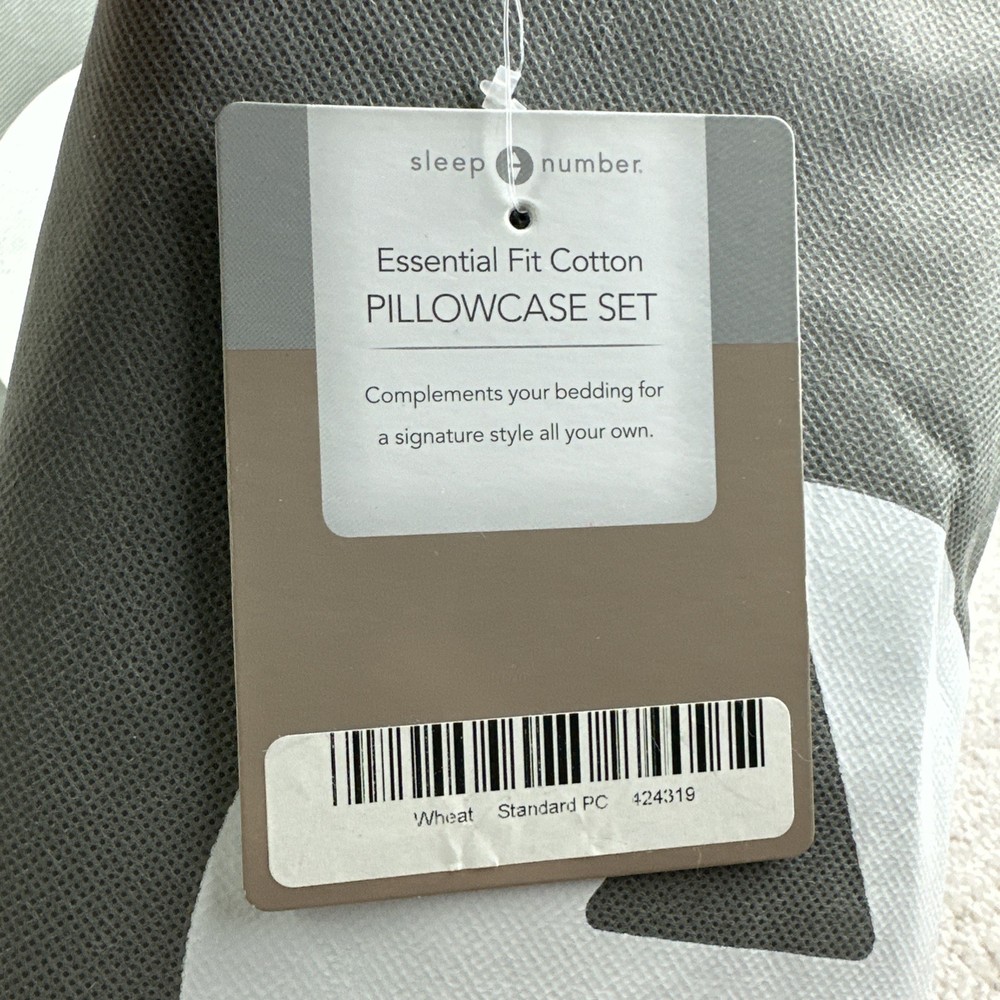 sleep number.
Essential Fit Cotton
PILLOWCASE SET
Complements your bedding for
a signature style all your own.
Wheat Standard PC 424319